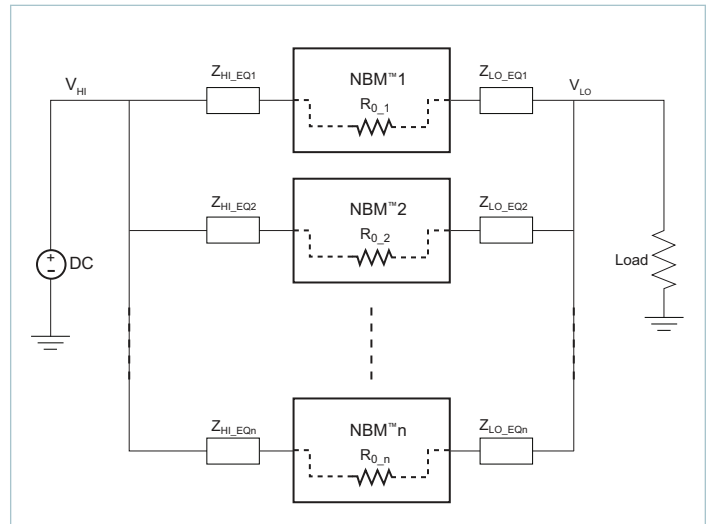 V_HI
Z_HI_EQ1
NBM™1
R_0_1
Z_LO_EQ1
V_LO
Z_HI_EQ2
NBM™2
R_0_2
Z_LO_EQ2
+
−
DC
Load
Z_HI_EQn
NBM™n
R_0_n
Z_LO_EQn